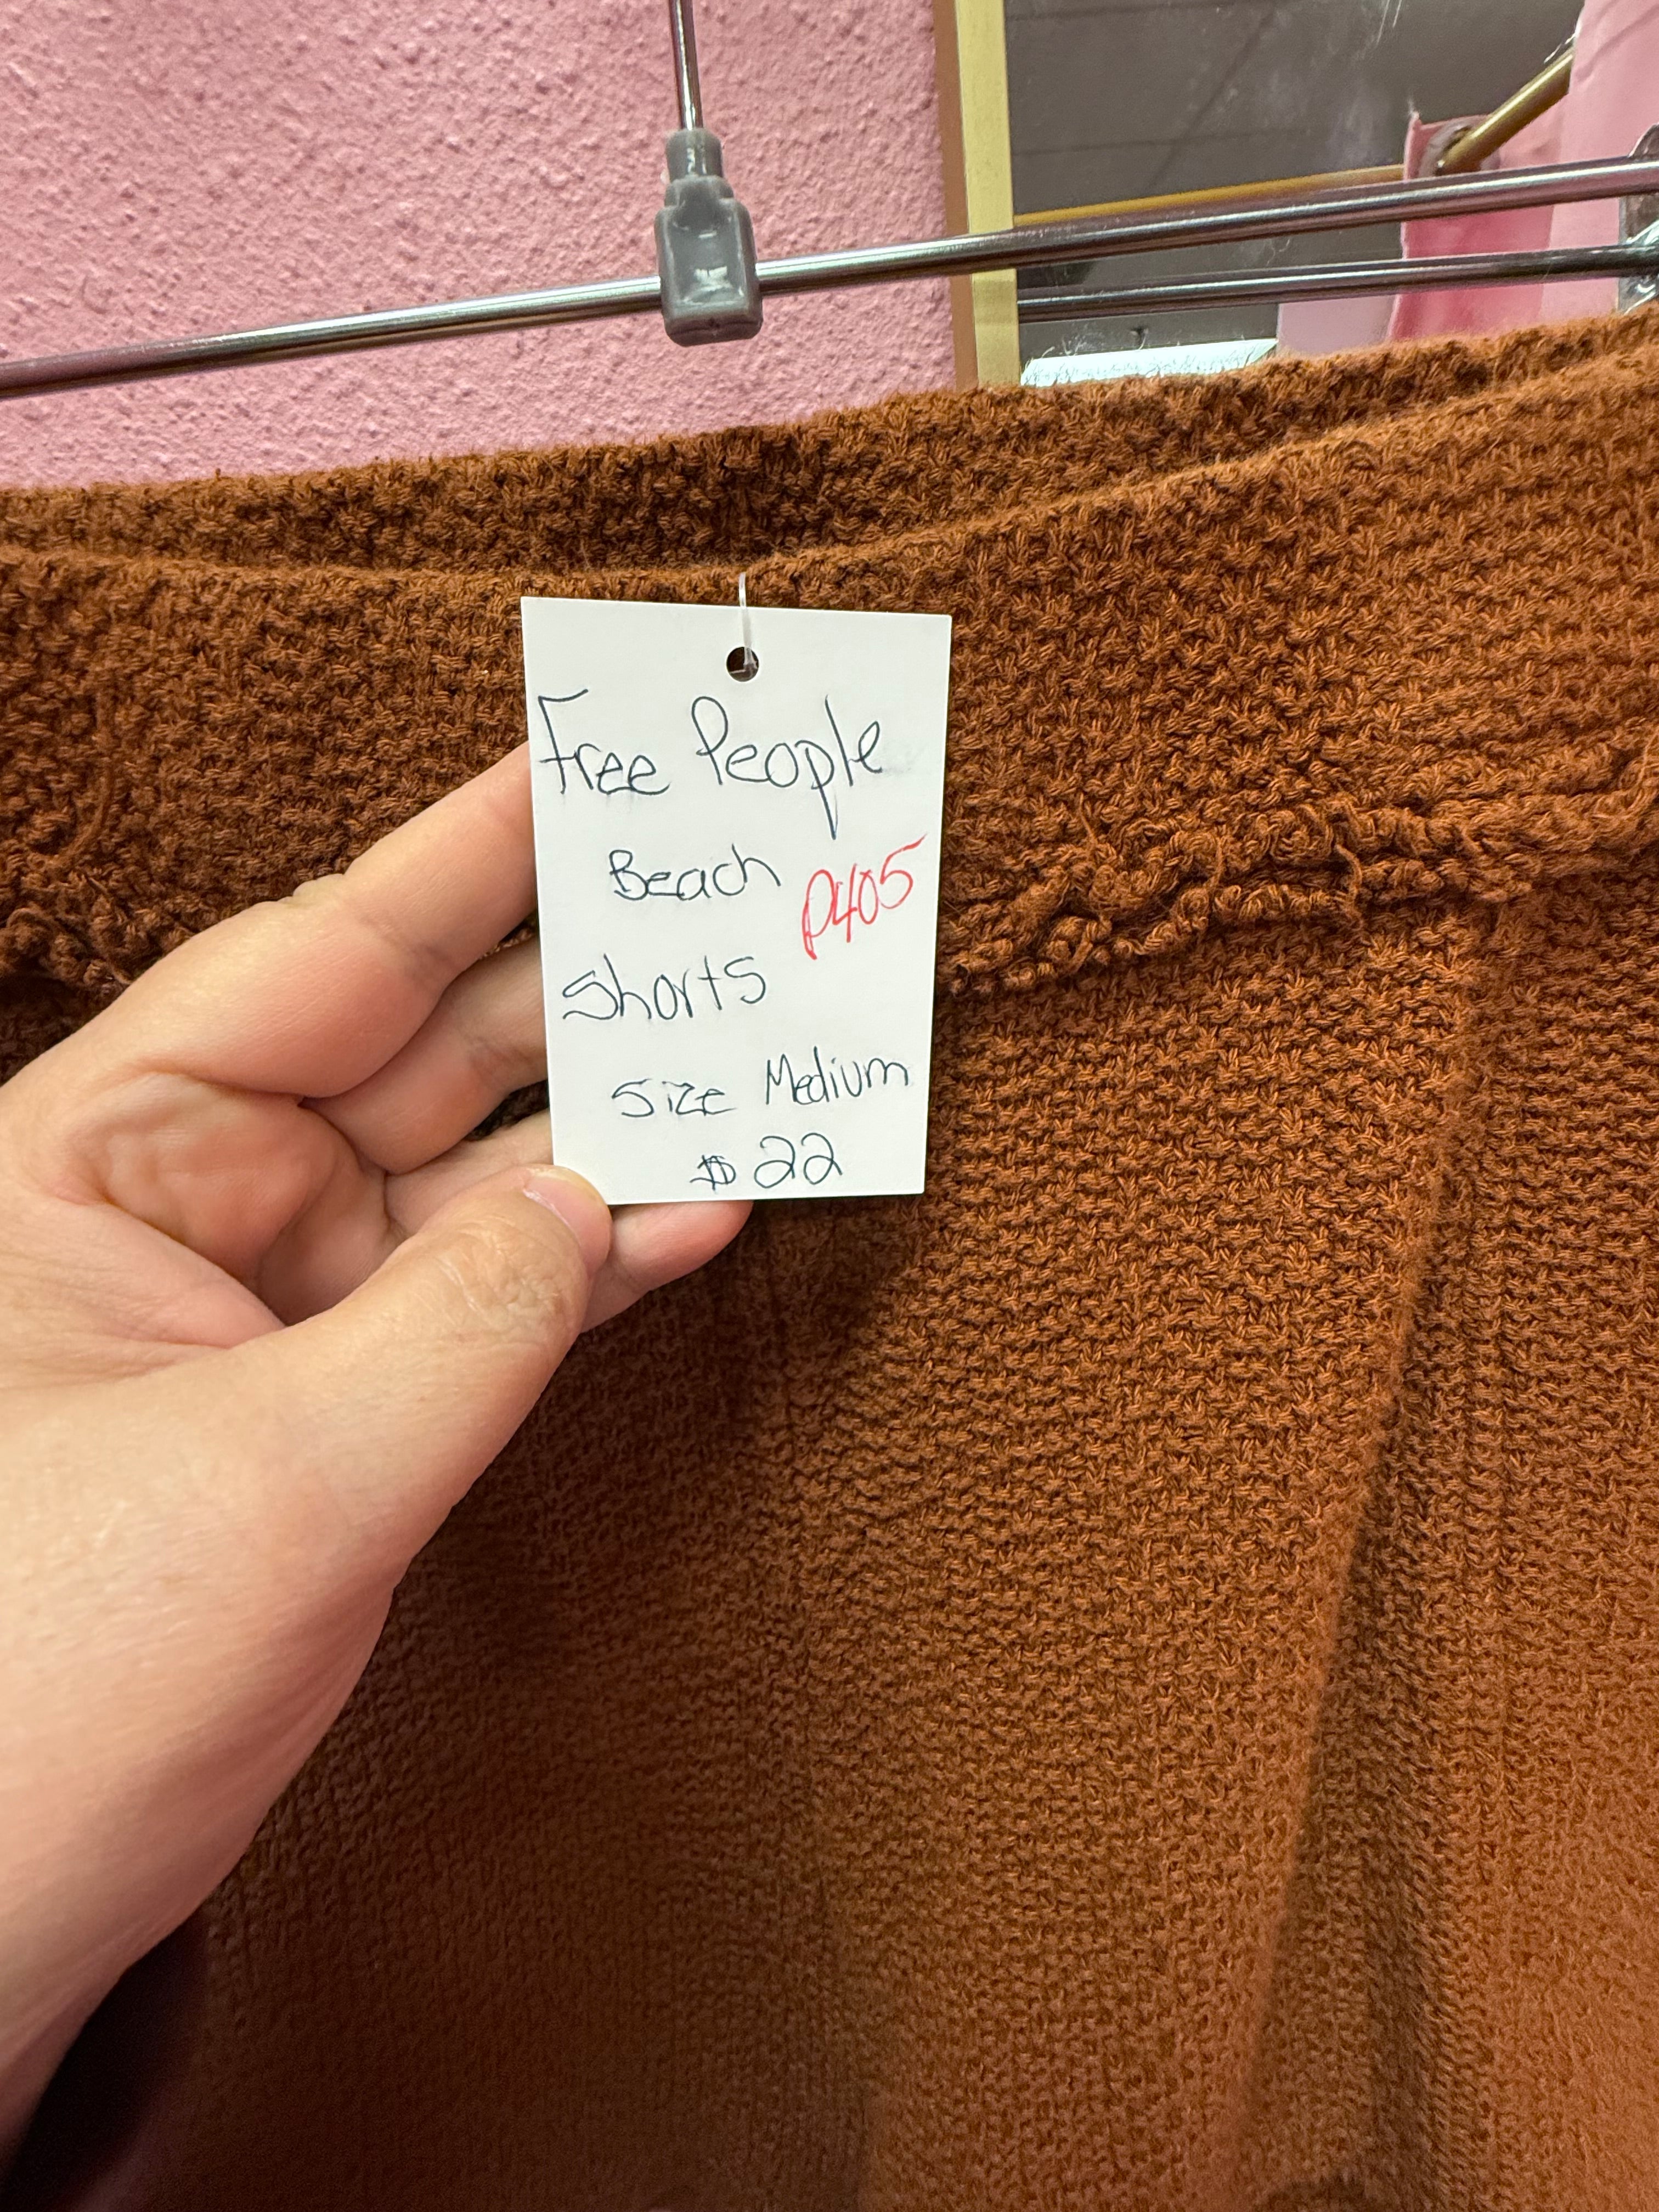 Free People
Beach P405
Shorts
Size Medium
$22